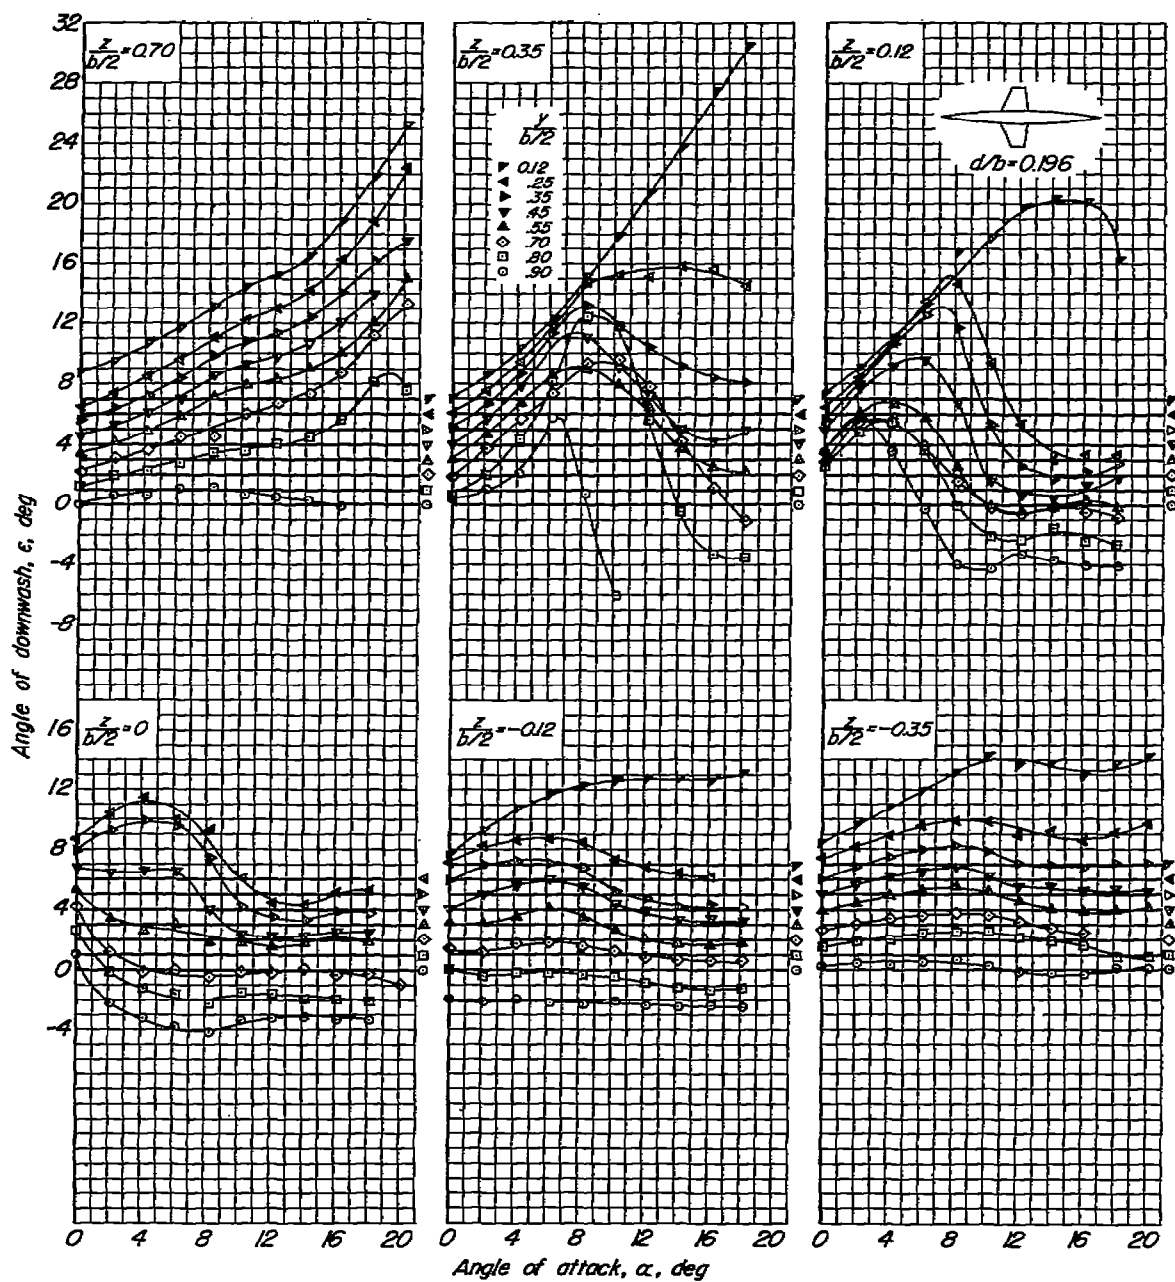 32
28
24
20
16
12
8
4
0
-4
-8
16
12
8
4
0
-4
Angle of downwash, ϵ, deg
z/b/2 = 0.70
z/b/2 = 0.35
z/b/2 = 0.12
y/b/2
0.12
.25
.35
.45
.55
.70
.80
.90
d/b=0.196
z/b/2 = 0
z/b/2 = -0.12
z/b/2 = -0.35
0 4 8 12 16 20
0 4 8 12 16 20
0 4 8 12 16 20
Angle of attack, α, deg